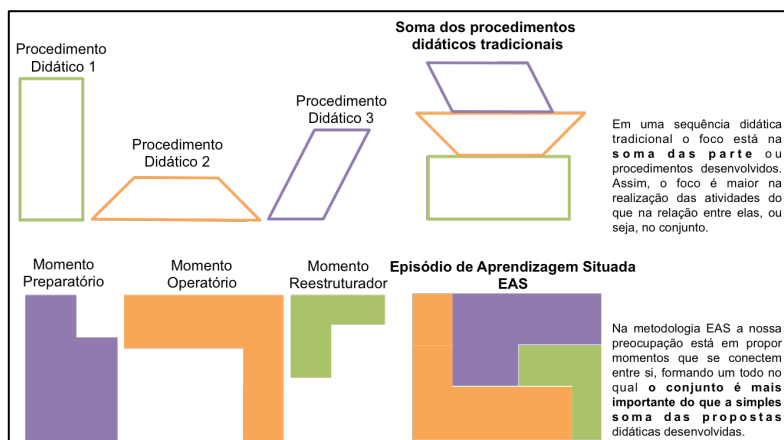 Procedimento
Didático 1
Procedimento
Didático 2
Procedimento
Didático 3
Soma dos procedimentos
didáticos tradicionais
Em uma sequência didática
tradicional o foco está na
soma das parte ou
procedimentos desenvolvidos.
Assim, o foco é maior na
realização das atividades do
que na relação entre elas, ou
seja, no conjunto.
Momento
Preparatório
Momento
Operatório
Momento
Reestruturador
Episódio de Aprendizagem Situada
EAS
Na metodologia EAS a nossa
preocupação está em propor
momentos que se conectem
entre si, formando um todo no
qual o conjunto é mais
importante do que a simples
soma das propostas
didáticas desenvolvidas.